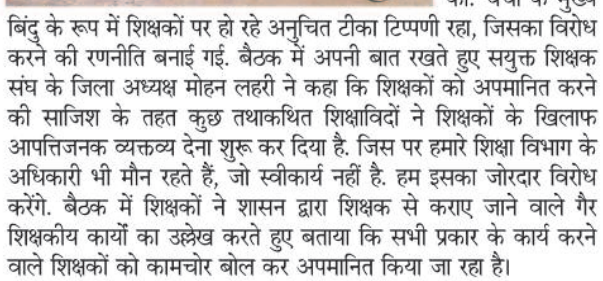 बिंदु के रूप में शिक्षकों पर हो रहे अनुचित टीका टिप्पणी रहा, जिसका विरोध
करने की रणनीति बनाई गई. बैठक में अपनी बात रखते हुए सयुक्त शिक्षक
संघ के जिला अध्यक्ष मोहन लहरी ने कहा कि शिक्षकों को अपमानित करने
की साजिश के तहत कुछ तथाकथित शिक्षाविदों ने शिक्षकों के खिलाफ
आपत्तिजनक व्यक्तव्य देना शुरू कर दिया है. जिस पर हमारे शिक्षा विभाग के
अधिकारी भी मौन रहते हैं, जो स्वीकार्य नहीं है. हम इसका जोरदार विरोध
करेंगे. बैठक में शिक्षकों ने शासन द्वारा शिक्षक से कराए जाने वाले गैर
शिक्षकीय कार्यों का उल्लेख करते हुए बताया कि सभी प्रकार के कार्य करने
वाले शिक्षकों को कामचोर बोल कर अपमानित किया जा रहा है।